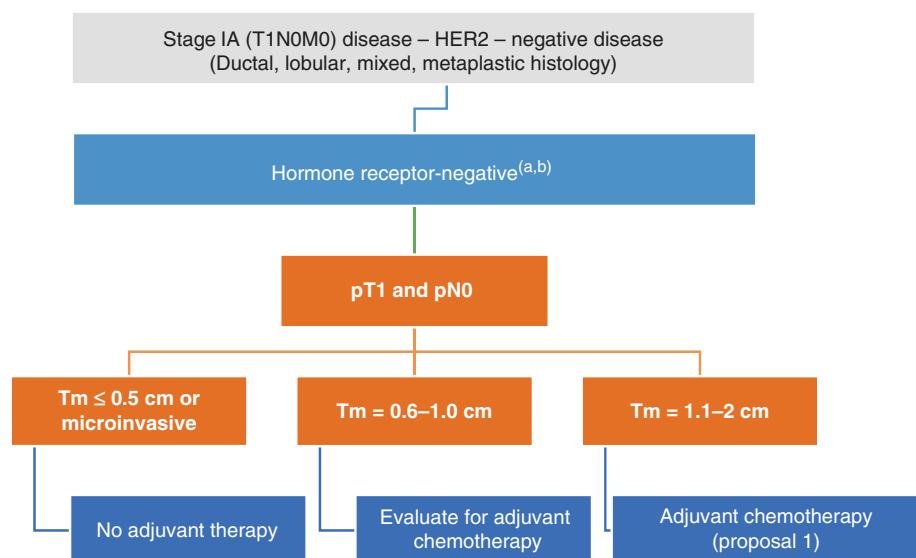 Stage IA (T1N0M0) disease – HER2 – negative disease
(Ductal, lobular, mixed, metaplastic histology)
Hormone receptor-negative(a,b)
pT1 and pN0
Tm ≤ 0.5 cm or
microinvasive
Tm = 0.6–1.0 cm
Tm = 1.1–2 cm
No adjuvant therapy
Evaluate for adjuvant
chemotherapy
Adjuvant chemotherapy
(proposal 1)